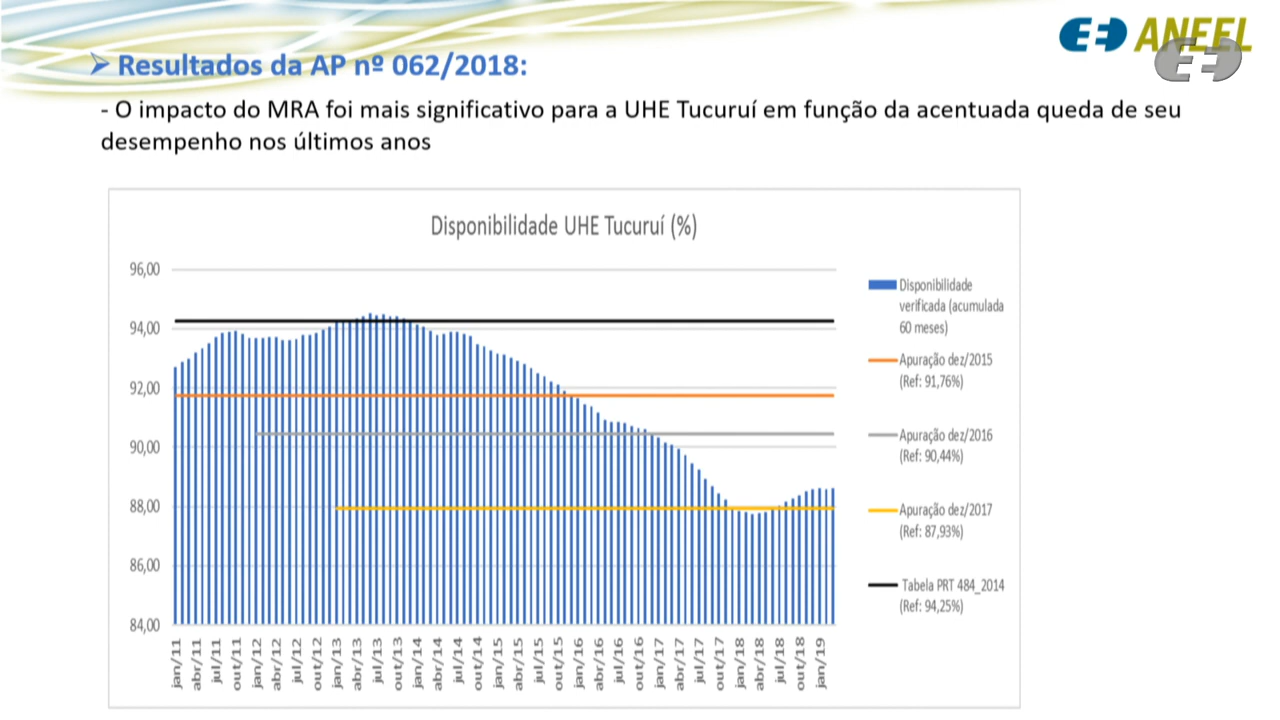 ANEEL
➢ Resultados da AP nº 062/2018:
- O impacto do MRA foi mais significativo para a UHE Tucuruí em função da acentuada queda de seu
desempenho nos últimos anos
Disponibilidade UHE Tucuruí (%)
96,00
94,00
92,00
90,00
88,00
86,00
84,00
jan/11
abr/11
jul/11
out/11
jan/12
abr/12
jul/12
out/12
jan/13
abr/13
jul/13
out/13
jan/14
abr/14
jul/14
out/14
jan/15
abr/15
jul/15
out/15
jan/16
abr/16
jul/16
out/16
jan/17
abr/17
jul/17
out/17
jan/18
abr/18
jul/18
out/18
jan/19
Disponibilidade
verificada (acumulada
60 meses)
Apuração dez/2015
(Ref: 91,76%)
Apuração dez/2016
(Ref: 90,44%)
Apuração dez/2017
(Ref: 87,93%)
Tabela PRT 484_2014
(Ref: 94,25%)